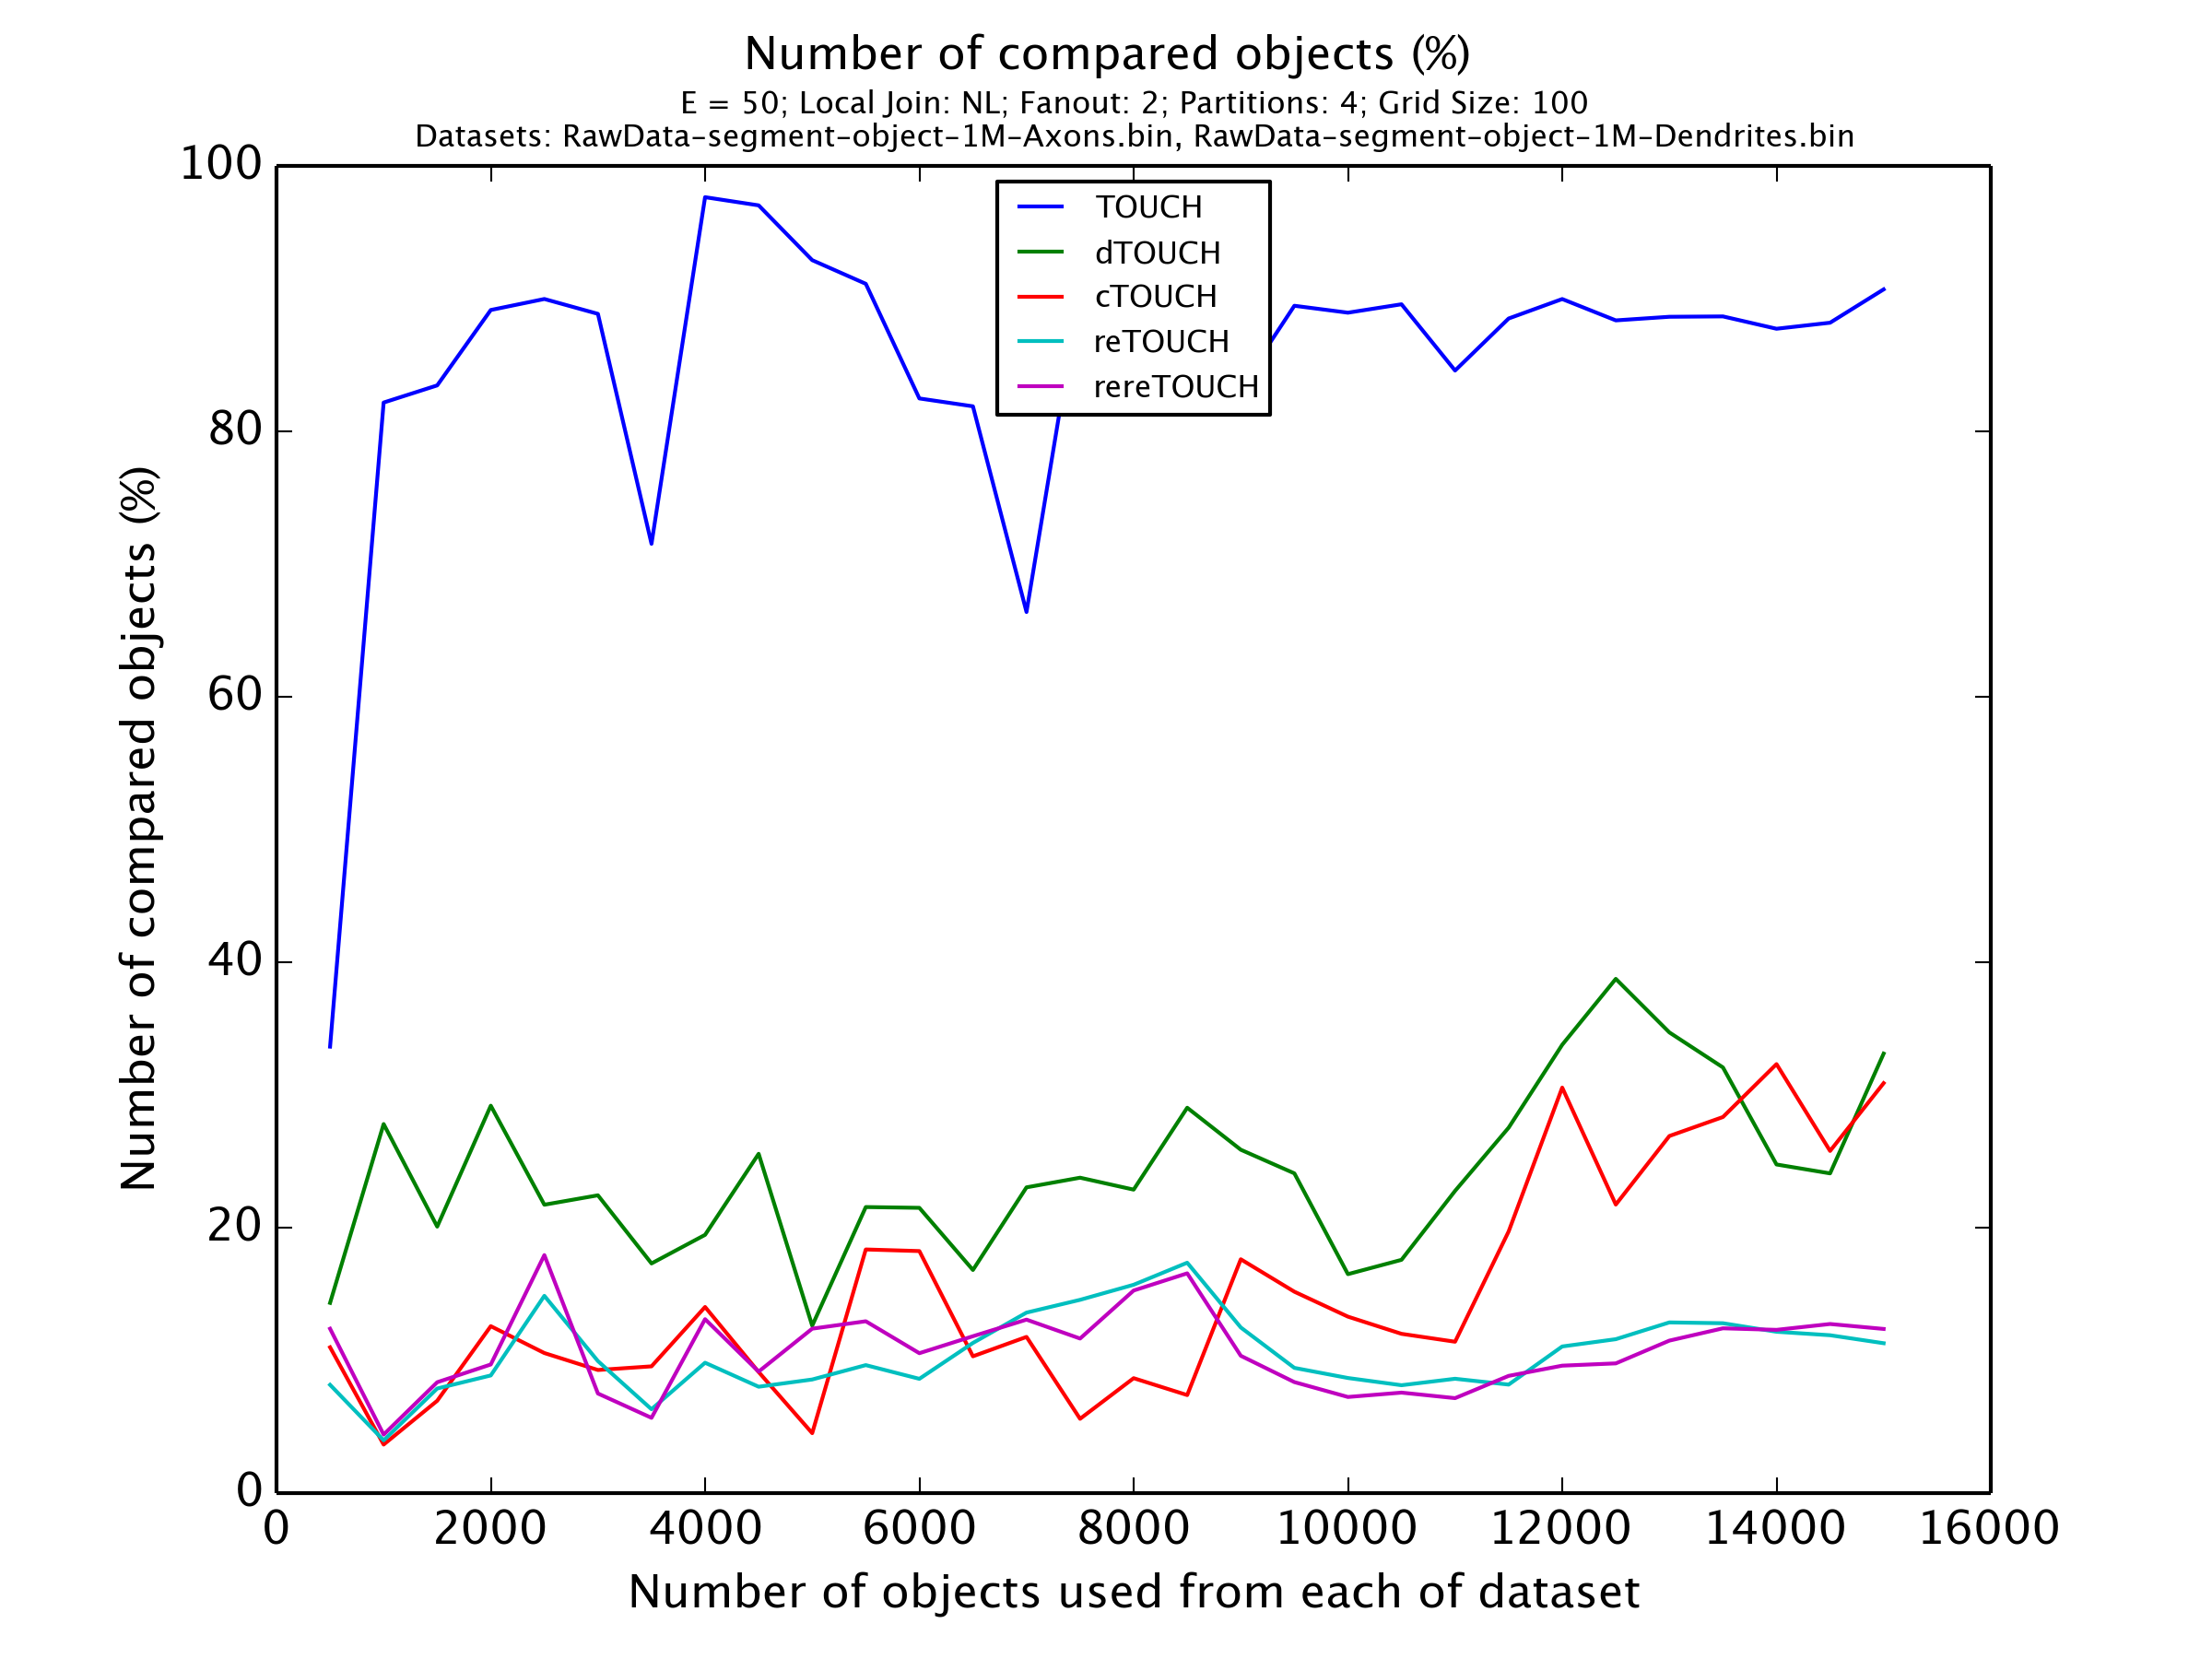 Number of compared objects (%)
E = 50; Local Join: NL; Fanout: 2; Partitions: 4; Grid Size: 100
Datasets: RawData-segment-object-1M-Axons.bin, RawData-segment-object-1M-Dendrites.bin
100
80
60
40
20
0
Number of compared objects (%)
TOUCH
dTOUCH
cTOUCH
reTOUCH
rereTOUCH
0 2000 4000 6000 8000 10000 12000 14000 16000
Number of objects used from each of dataset